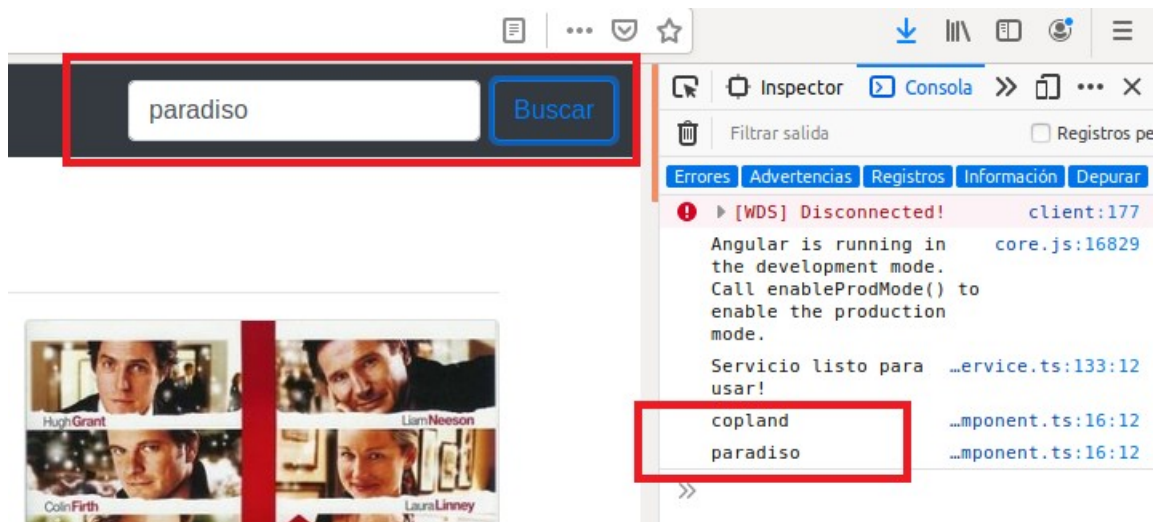 paradiso
Buscar
Inspector
Consola
Filtrar salida
Registros pe
Errores
Advertencias
Registros
Información
Depurar
[WDS] Disconnected! client:177
Angular is running in core.js:16829
the development mode.
Call enableProdMode() to
enable the production
mode.
Servicio listo para …ervice.ts:133:12
usar!
copland …mponent.ts:16:12
paradiso …mponent.ts:16:12
Hugh Grant
Liam Neeson
Colin Firth
Laura Linney